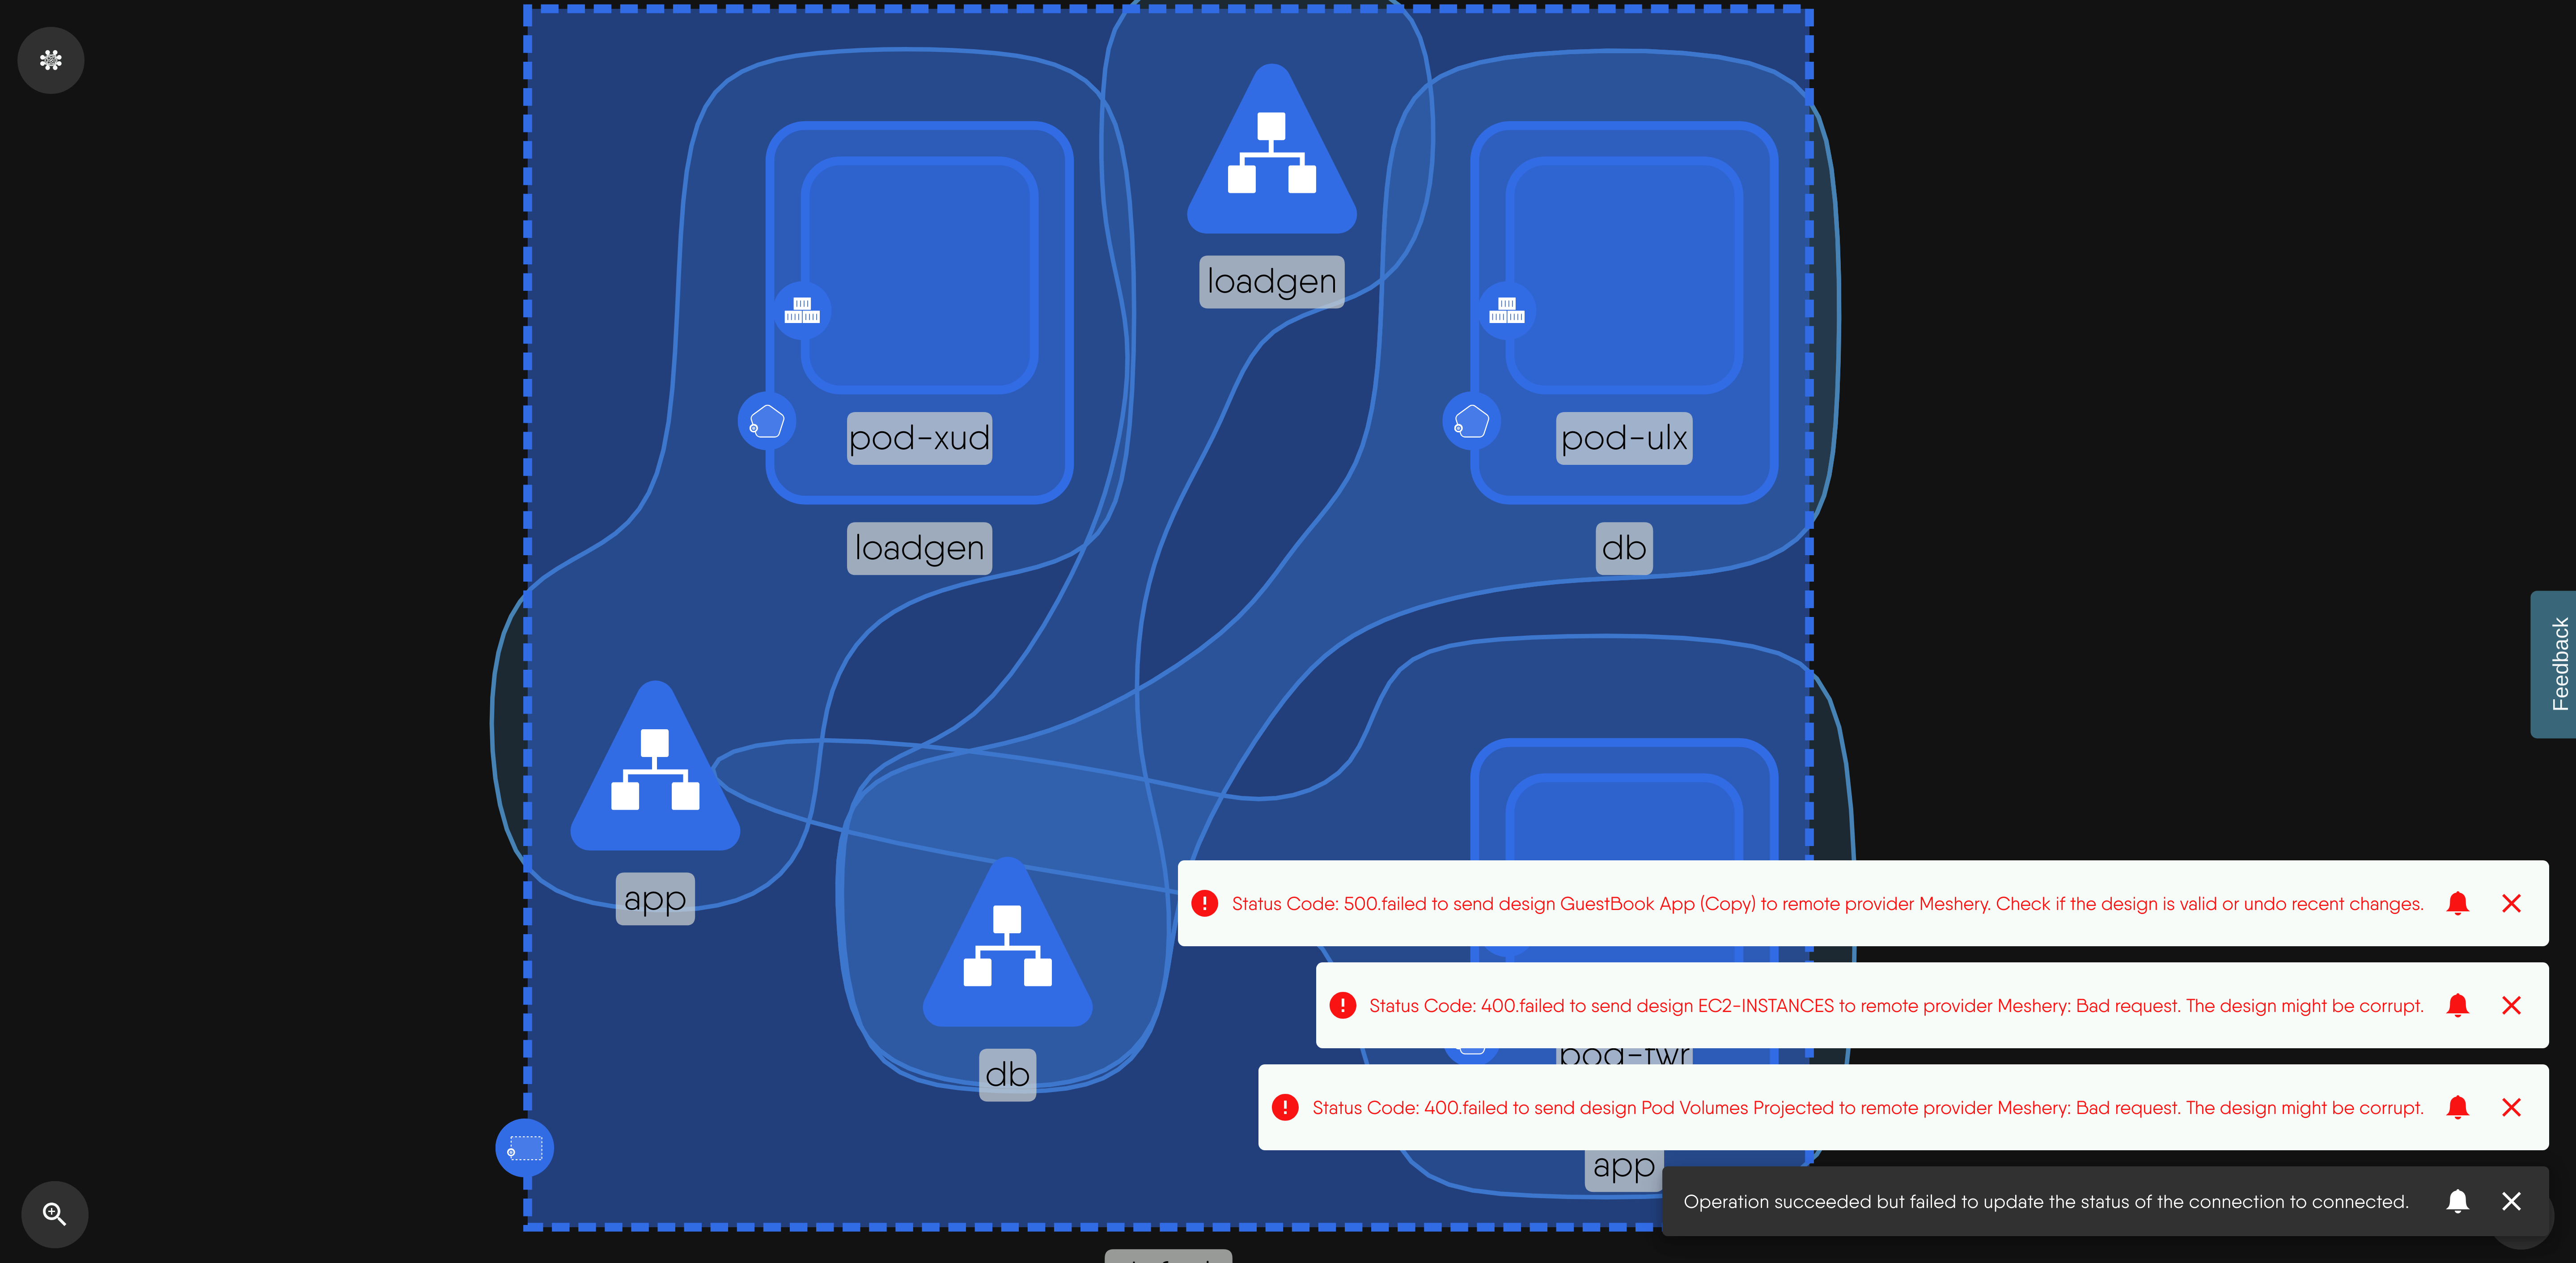 loadgen
pod-xud
pod-ulx
loadgen
db
Feedback
app
Status Code: 500.failed to send design GuestBook App (Copy) to remote provider Meshery. Check if the design is valid or undo recent changes.
Status Code: 400.failed to send design EC2-INSTANCES to remote provider Meshery: Bad request. The design might be corrupt.
db
Status Code: 400.failed to send design Pod Volumes Projected to remote provider Meshery: Bad request. The design might be corrupt.
app
Operation succeeded but failed to update the status of the connection to connected.